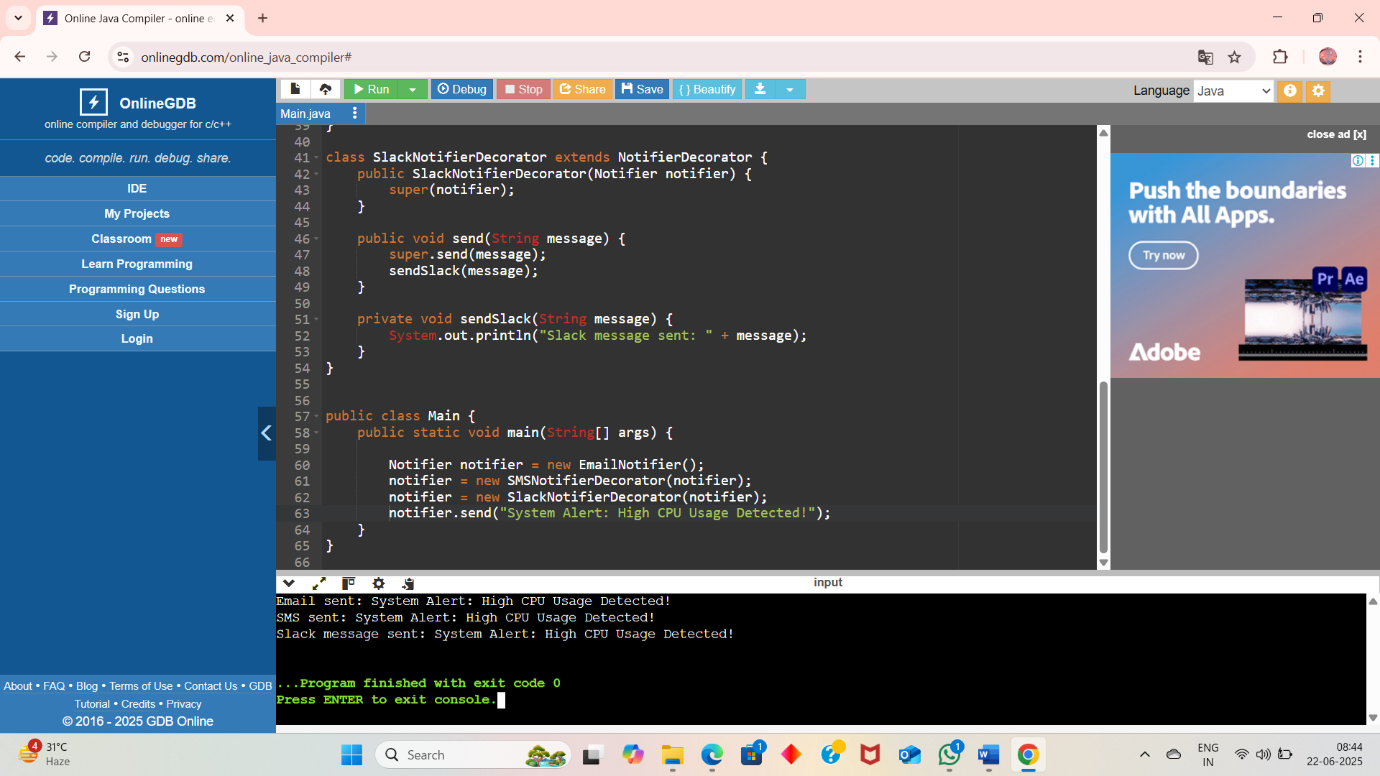 Online Java Compiler - online e
onlinegdb.com/online_java_compiler#
OnlineGDB
online compiler and debugger for c/c++
code. compile. run. debug. share.
IDE
My Projects
Classroom new
Learn Programming
Programming Questions
Sign Up
Login
About • FAQ • Blog • Terms of Use • Contact Us • GDB
Tutorial • Credits • Privacy
© 2016 - 2025 GDB Online
Run Debug Stop Share Save { } Beautify
Language Java
Main.java
39 }
40
41 class SlackNotifierDecorator extends NotifierDecorator {
42 public SlackNotifierDecorator(Notifier notifier) {
43 super(notifier);
44 }
45
46 public void send(String message) {
47 super.send(message);
48 sendSlack(message);
49 }
50
51 private void sendSlack(String message) {
52 System.out.println("Slack message sent: " + message);
53 }
54 }
55
56
57 public class Main {
58 public static void main(String[] args) {
59
60 Notifier notifier = new EmailNotifier();
61 notifier = new SMSNotifierDecorator(notifier);
62 notifier = new SlackNotifierDecorator(notifier);
63 notifier.send("System Alert: High CPU Usage Detected!");
64 }
65 }
66
close ad [x]
Push the boundaries
with All Apps.
Try now
Pr Ae
Adobe
input
Email sent: System Alert: High CPU Usage Detected!
SMS sent: System Alert: High CPU Usage Detected!
Slack message sent: System Alert: High CPU Usage Detected!
...Program finished with exit code 0
Press ENTER to exit console.
4
31°C
Haze
Search
1
1
ENG
IN
08:44
22-06-2025